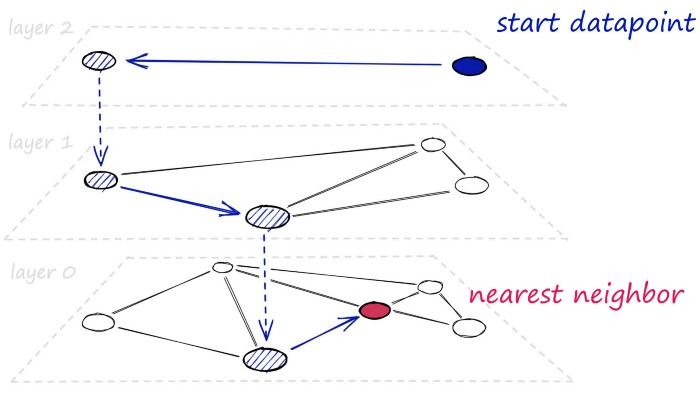 layer 2
start datapoint
layer 1
layer 0
nearest neighbor